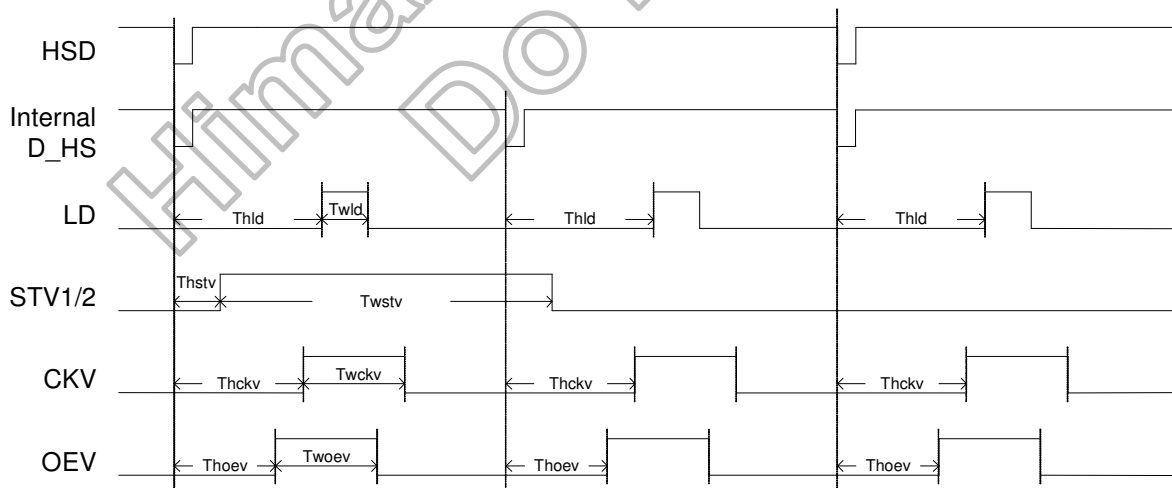 HSD
Internal
D_HS
LD
Thld
Twld
Thld
Thld
STV1/2
Thstv
Twstv
CKV
Thckv
Twckv
Thckv
Thckv
OEV
Thoev
Twoev
Thoev
Thoev
Do